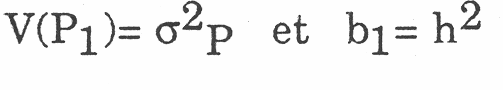 V(P₁)= σ²P et b₁= h²